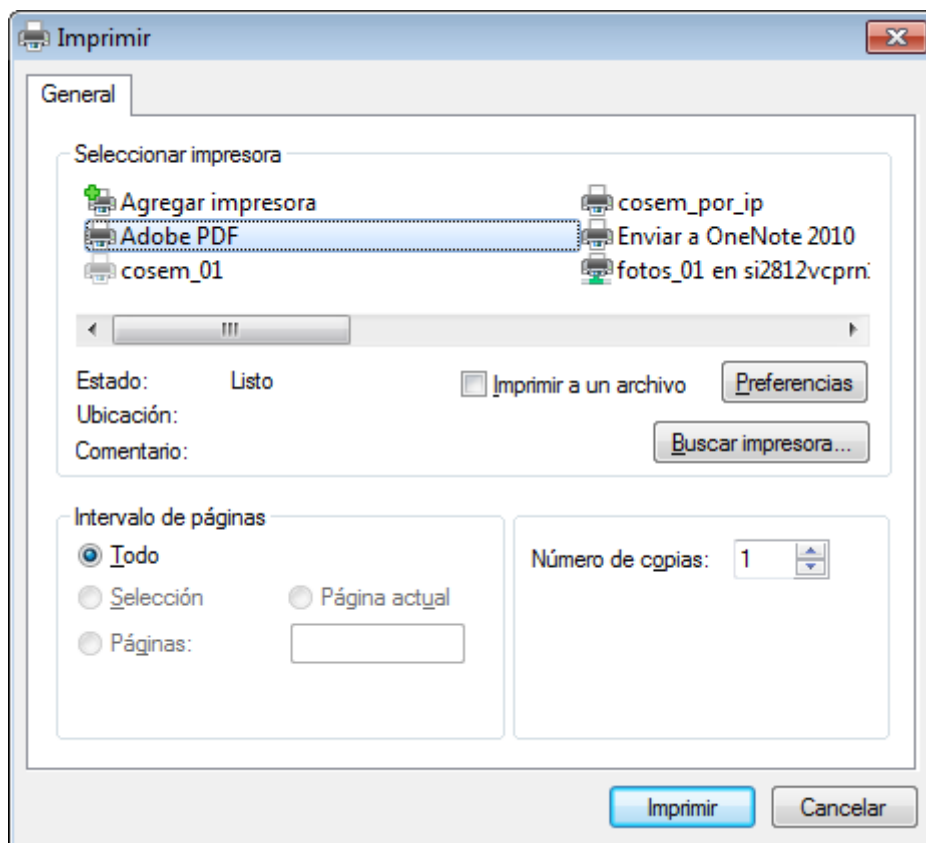 Imprimir
General
Seleccionar impresora
Agregar impresora
cosem_por_ip
Adobe PDF
Enviar a OneNote 2010
cosem_01
fotos_01 en si2812vcprn
Estado: Listo
Imprimir a un archivo
Preferencias
Ubicación:
Comentario:
Buscar impresora...
Intervalo de páginas
Todo
Número de copias: 1
Selección
Página actual
Páginas:
Imprimir
Cancelar